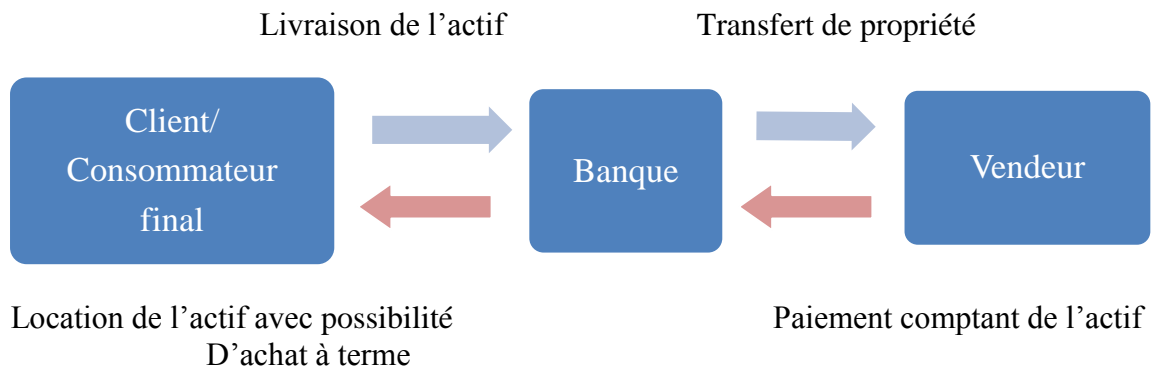 Livraison de l’actif
Transfert de propriété
Client/
Consommateur
final
Banque
Vendeur
Location de l’actif avec possibilité
D’achat à terme
Paiement comptant de l’actif